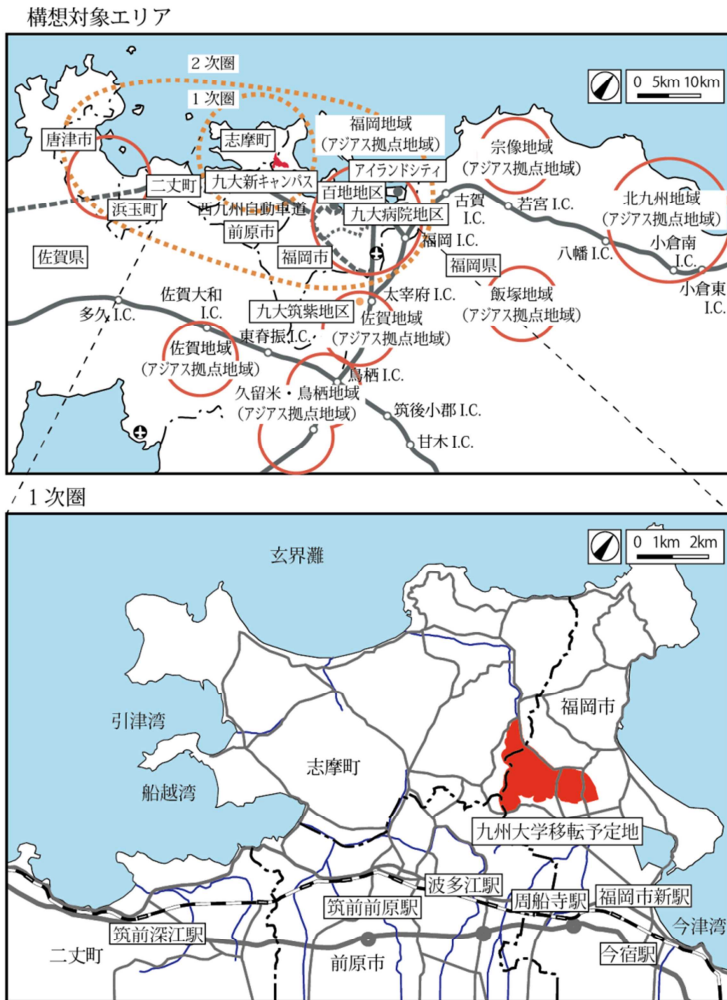 構想対象エリア
2次圏
1次圏
0 5km 10km
唐津市
志摩町
福岡地域
(アジアス拠点地域)
宗像地域
(アジアス拠点地域)
アイランドシティ
二丈町
九大新キャンパス
百地地区
北九州地域
(アジアス拠点地域)
浜玉町
西九州自動車道
九大病院地区
古賀
I.C.
若宮 I.C.
前原市
福岡 I.C.
八幡 I.C.
小倉南
I.C.
佐賀県
福岡市
福岡県
小倉東
I.C.
多久 I.C.
佐賀大和
I.C.
九大筑紫地区
太宰府 I.C.
飯塚地域
(アジアス拠点地域)
佐賀地域
(アジアス拠点地域)
東脊振 I.C.
佐賀地域
(アジアス拠点地域)
鳥栖 I.C.
久留米・鳥栖地域
(アジアス拠点地域)
筑後小郡 I.C.
甘木 I.C.
1次圏
0 1km 2km
玄界灘
福岡市
引津湾
志摩町
船越湾
九州大学移転予定地
波多江駅
筑前前原駅
周船寺駅
福岡市新駅
筑前深江駅
今津湾
二丈町
前原市
今宿駅